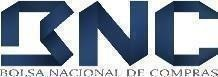 BNC
BOLSA NACIONAL DE COMPRAS